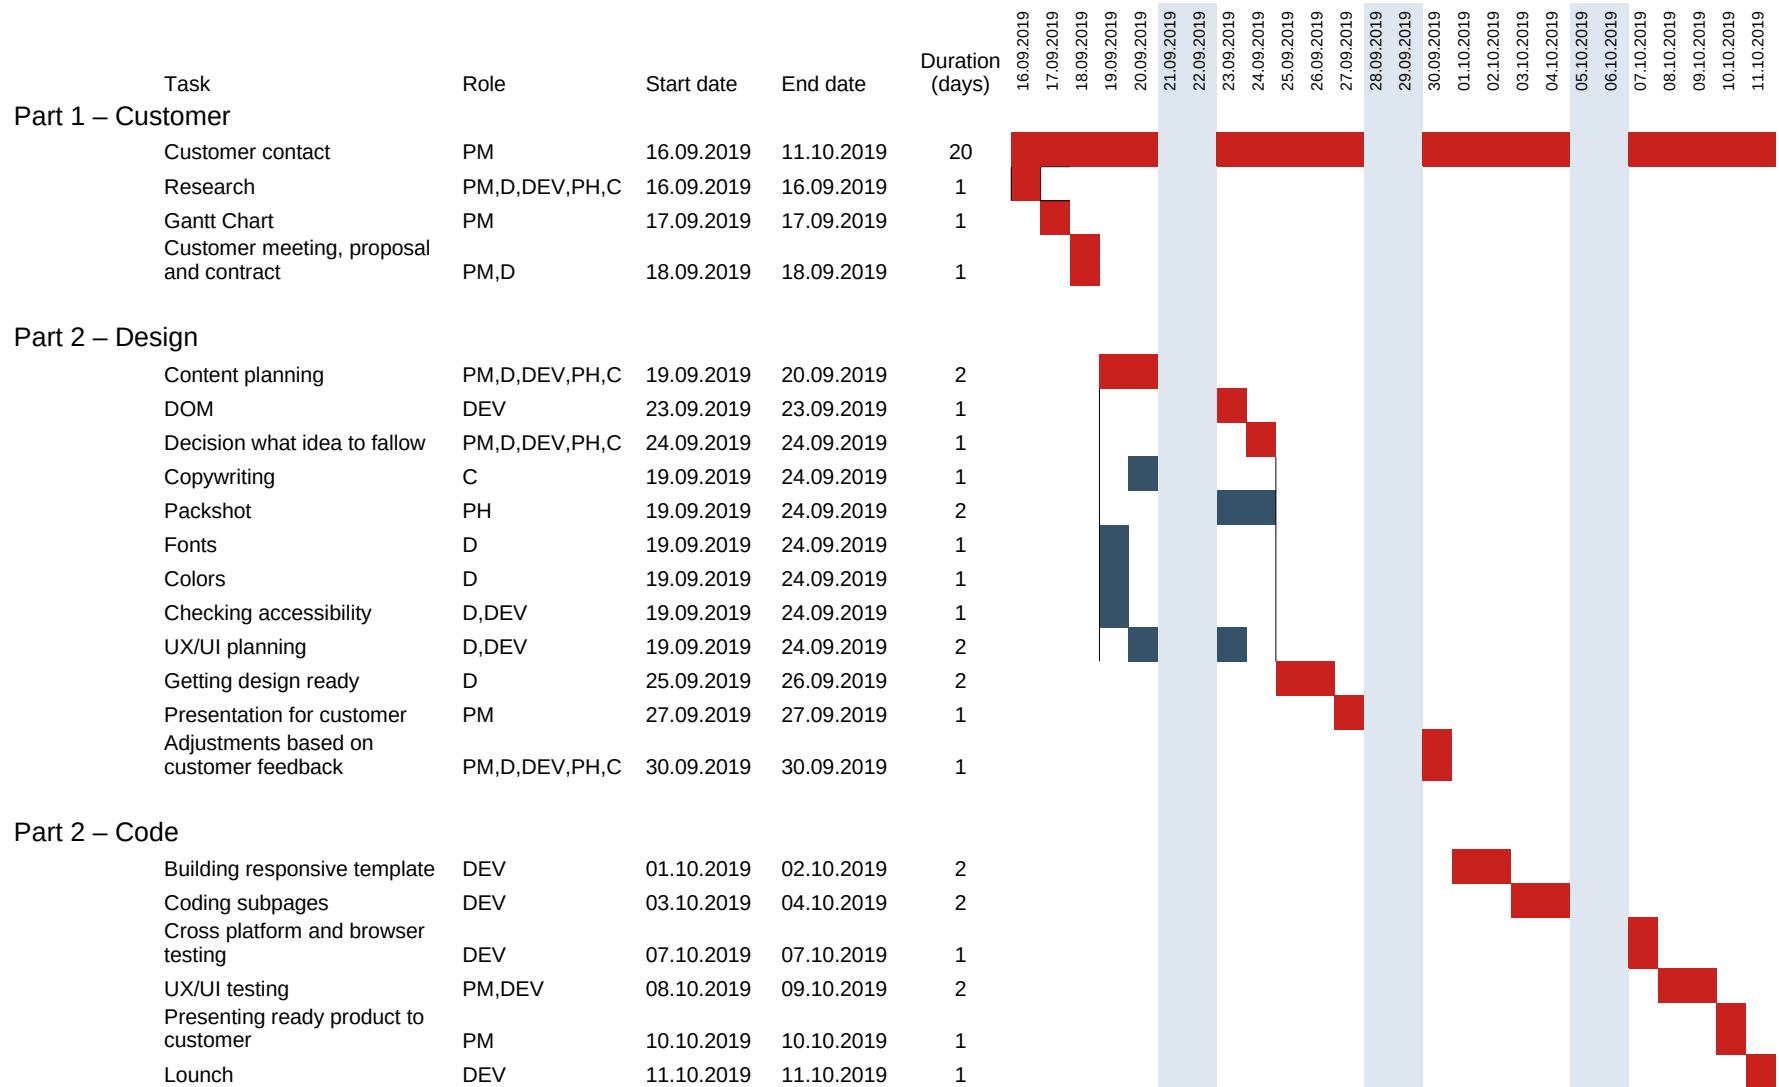 Task Role Start date End date Duration (days) 16.09.2019 17.09.2019 18.09.2019 19.09.2019 20.09.2019 21.09.2019 22.09.2019 23.09.2019 24.09.2019 25.09.2019 26.09.2019 27.09.2019 28.09.2019 29.09.2019 30.09.2019 01.10.2019 02.10.2019 03.10.2019 04.10.2019 05.10.2019 06.10.2019 07.10.2019 08.10.2019 09.10.2019 10.10.2019 11.10.2019
Part 1 – Customer
Customer contact PM 16.09.2019 11.10.2019 20
Research PM,D,DEV,PH,C 16.09.2019 16.09.2019 1
Gantt Chart PM 17.09.2019 17.09.2019 1
Customer meeting, proposal
and contract PM,D 18.09.2019 18.09.2019 1
Part 2 – Design
Content planning PM,D,DEV,PH,C 19.09.2019 20.09.2019 2
DOM DEV 23.09.2019 23.09.2019 1
Decision what idea to fallow PM,D,DEV,PH,C 24.09.2019 24.09.2019 1
Copywriting C 19.09.2019 24.09.2019 1
Packshot PH 19.09.2019 24.09.2019 2
Fonts D 19.09.2019 24.09.2019 1
Colors D 19.09.2019 24.09.2019 1
Checking accessibility D,DEV 19.09.2019 24.09.2019 1
UX/UI planning D,DEV 19.09.2019 24.09.2019 2
Getting design ready D 25.09.2019 26.09.2019 2
Presentation for customer PM 27.09.2019 27.09.2019 1
Adjustments based on
customer feedback PM,D,DEV,PH,C 30.09.2019 30.09.2019 1
Part 2 – Code
Building responsive template DEV 01.10.2019 02.10.2019 2
Coding subpages DEV 03.10.2019 04.10.2019 2
Cross platform and browser
testing DEV 07.10.2019 07.10.2019 1
UX/UI testing PM,DEV 08.10.2019 09.10.2019 2
Presenting ready product to
customer PM 10.10.2019 10.10.2019 1
Lounch DEV 11.10.2019 11.10.2019 1